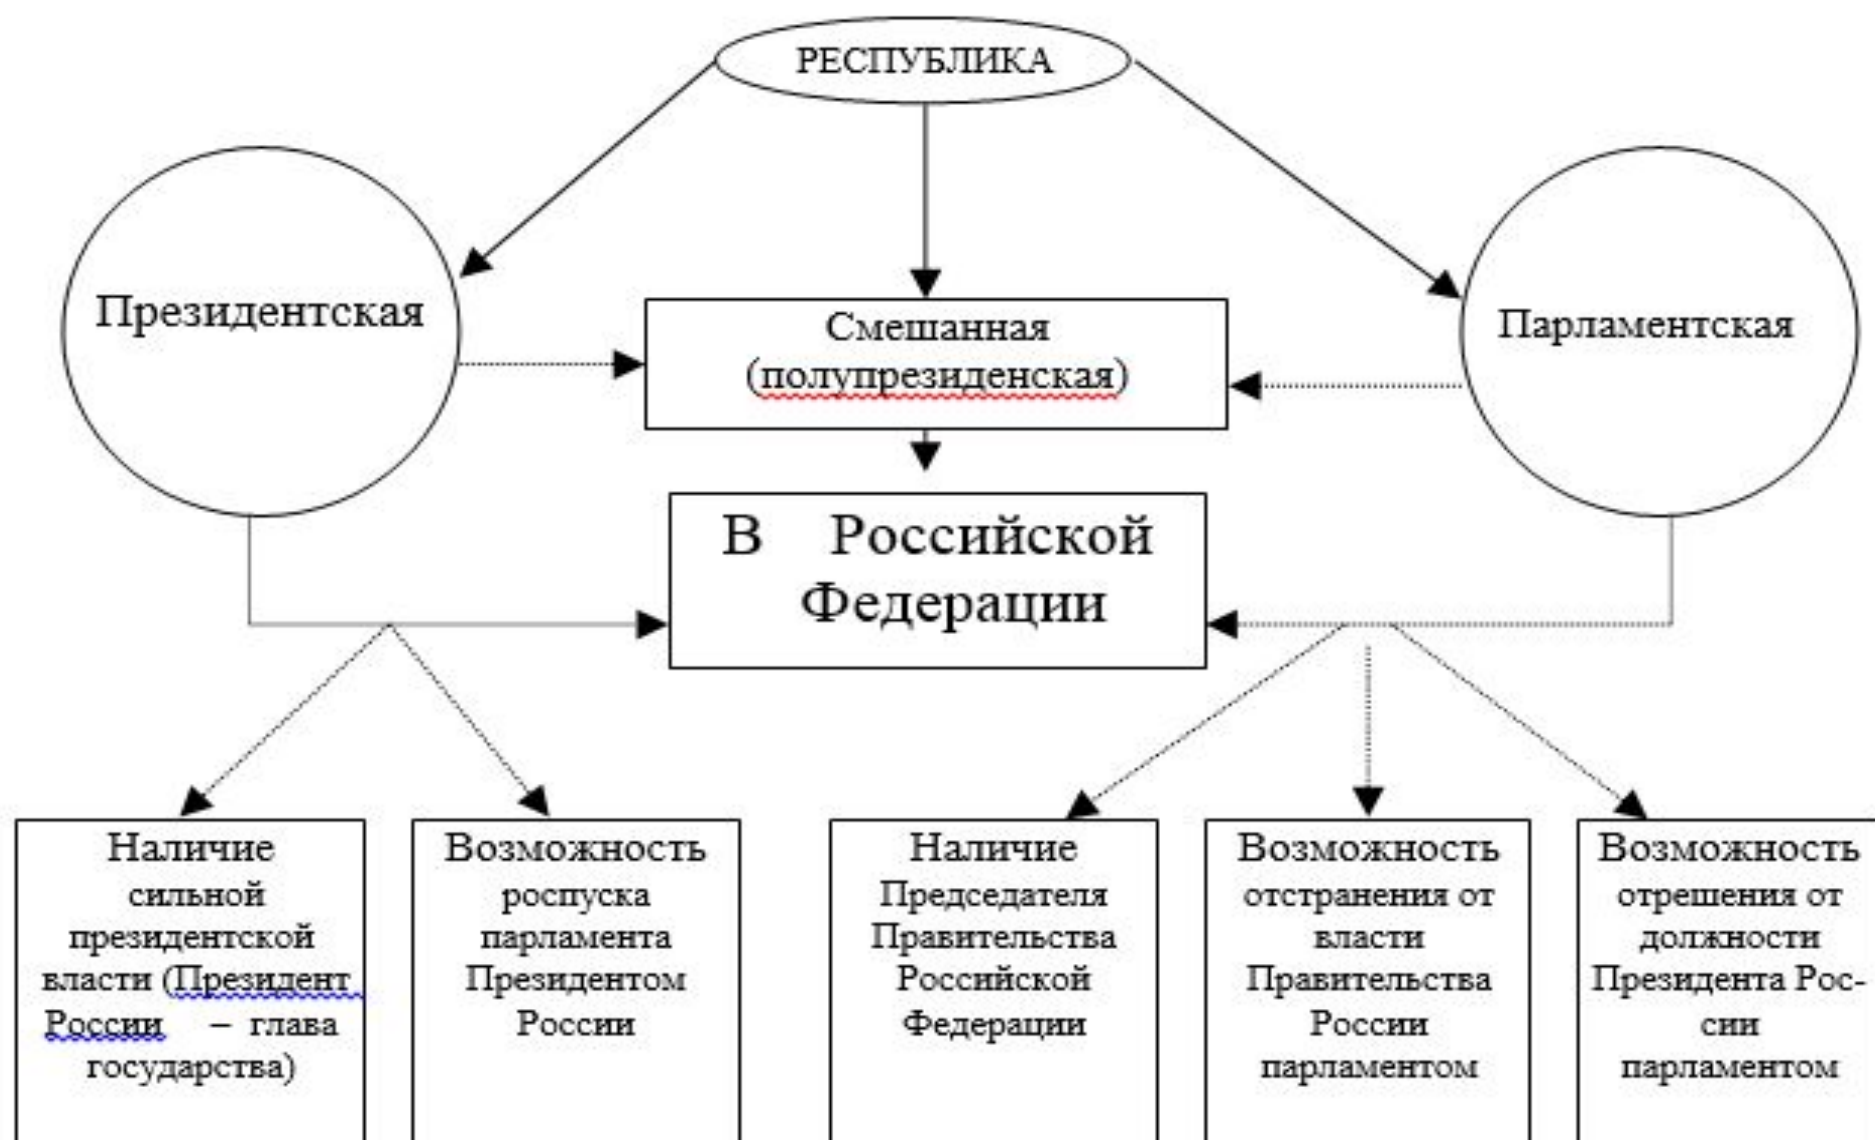 РЕСПУБЛИКА
Президентская
Смешанная
(полупрезиденская)
Парламентская
В Российской
Федерации
Наличие
сильной
президентской
власти (Президент
России – глава
государства)
Возможность
роспуска
парламента
Президентом
России
Наличие
Председателя
Правительства
Российской
Федерации
Возможность
отстранения от
власти
Правительства
России
парламентом
Возможность
отрешения от
должности
Президента Рос-
сии
парламентом